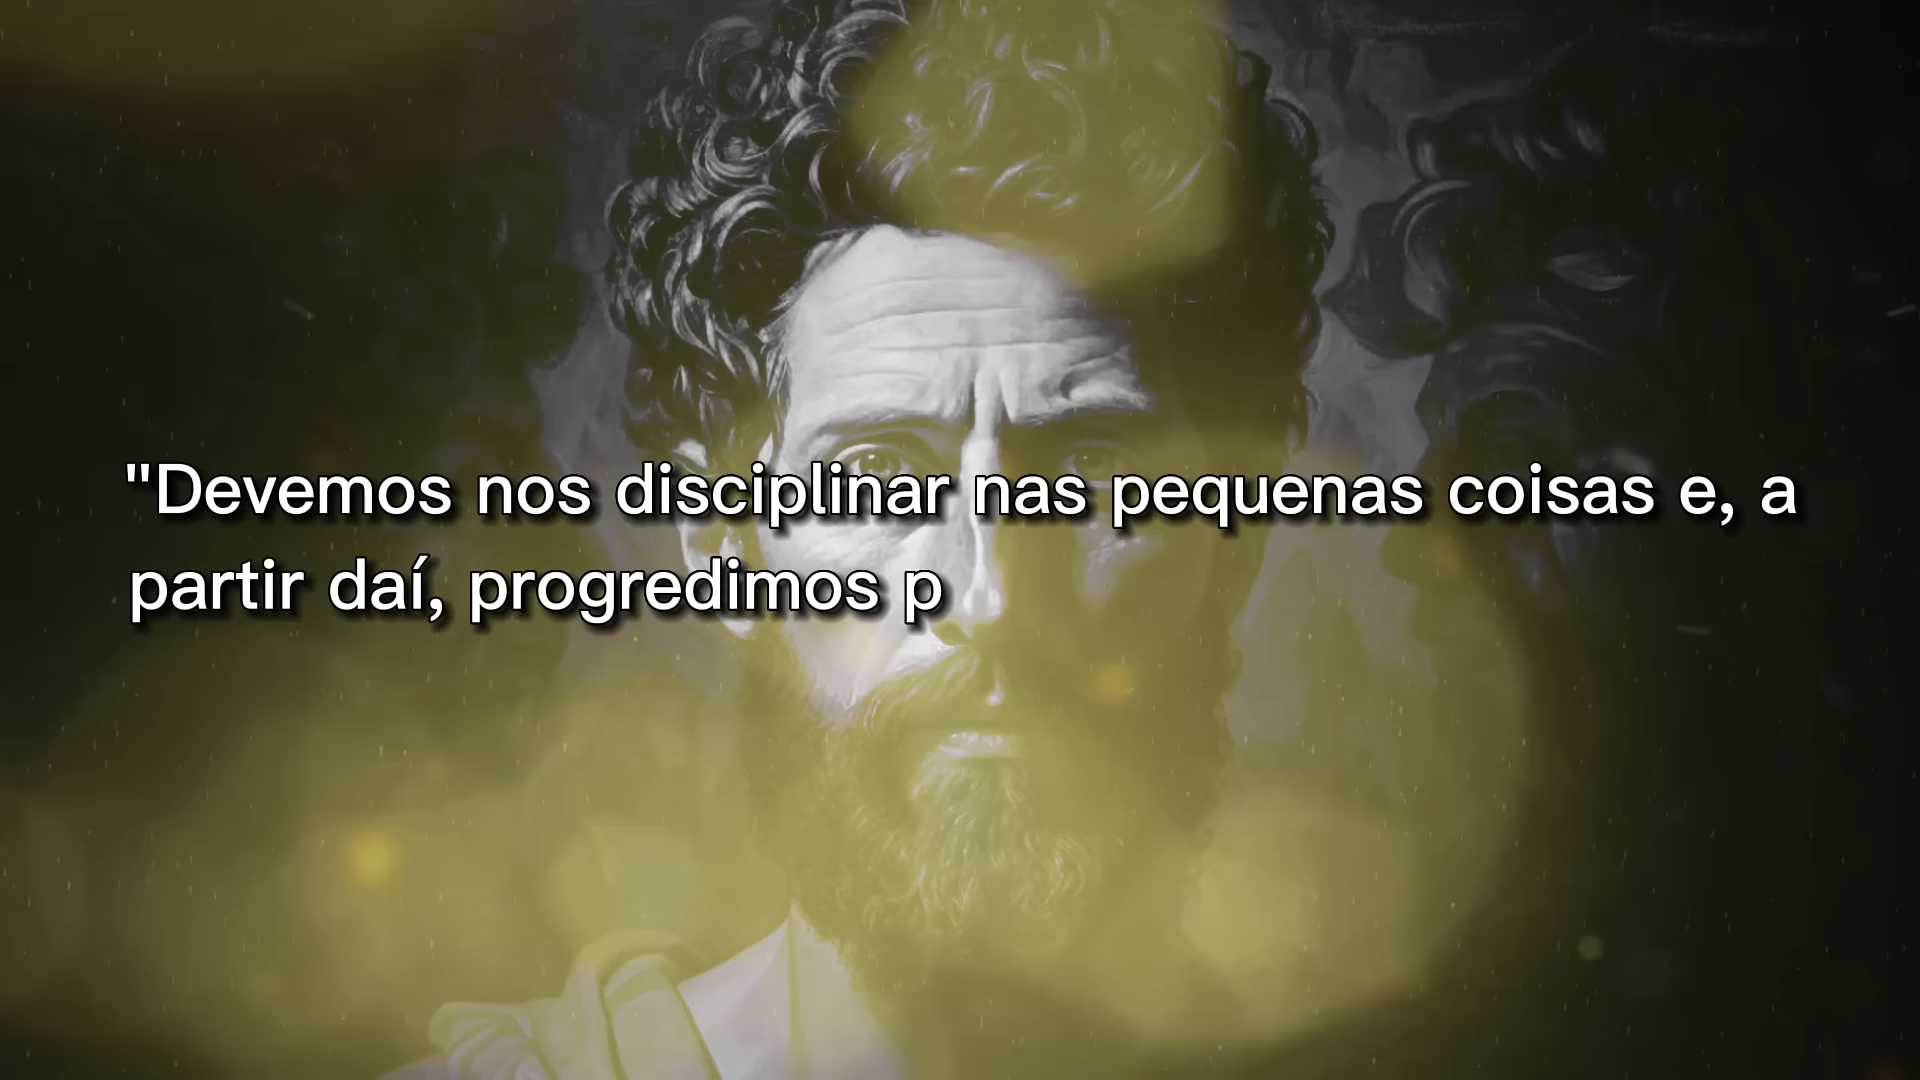 "Devemos nos disciplinar nas pequenas coisas e, a
partir daí, progredimos p